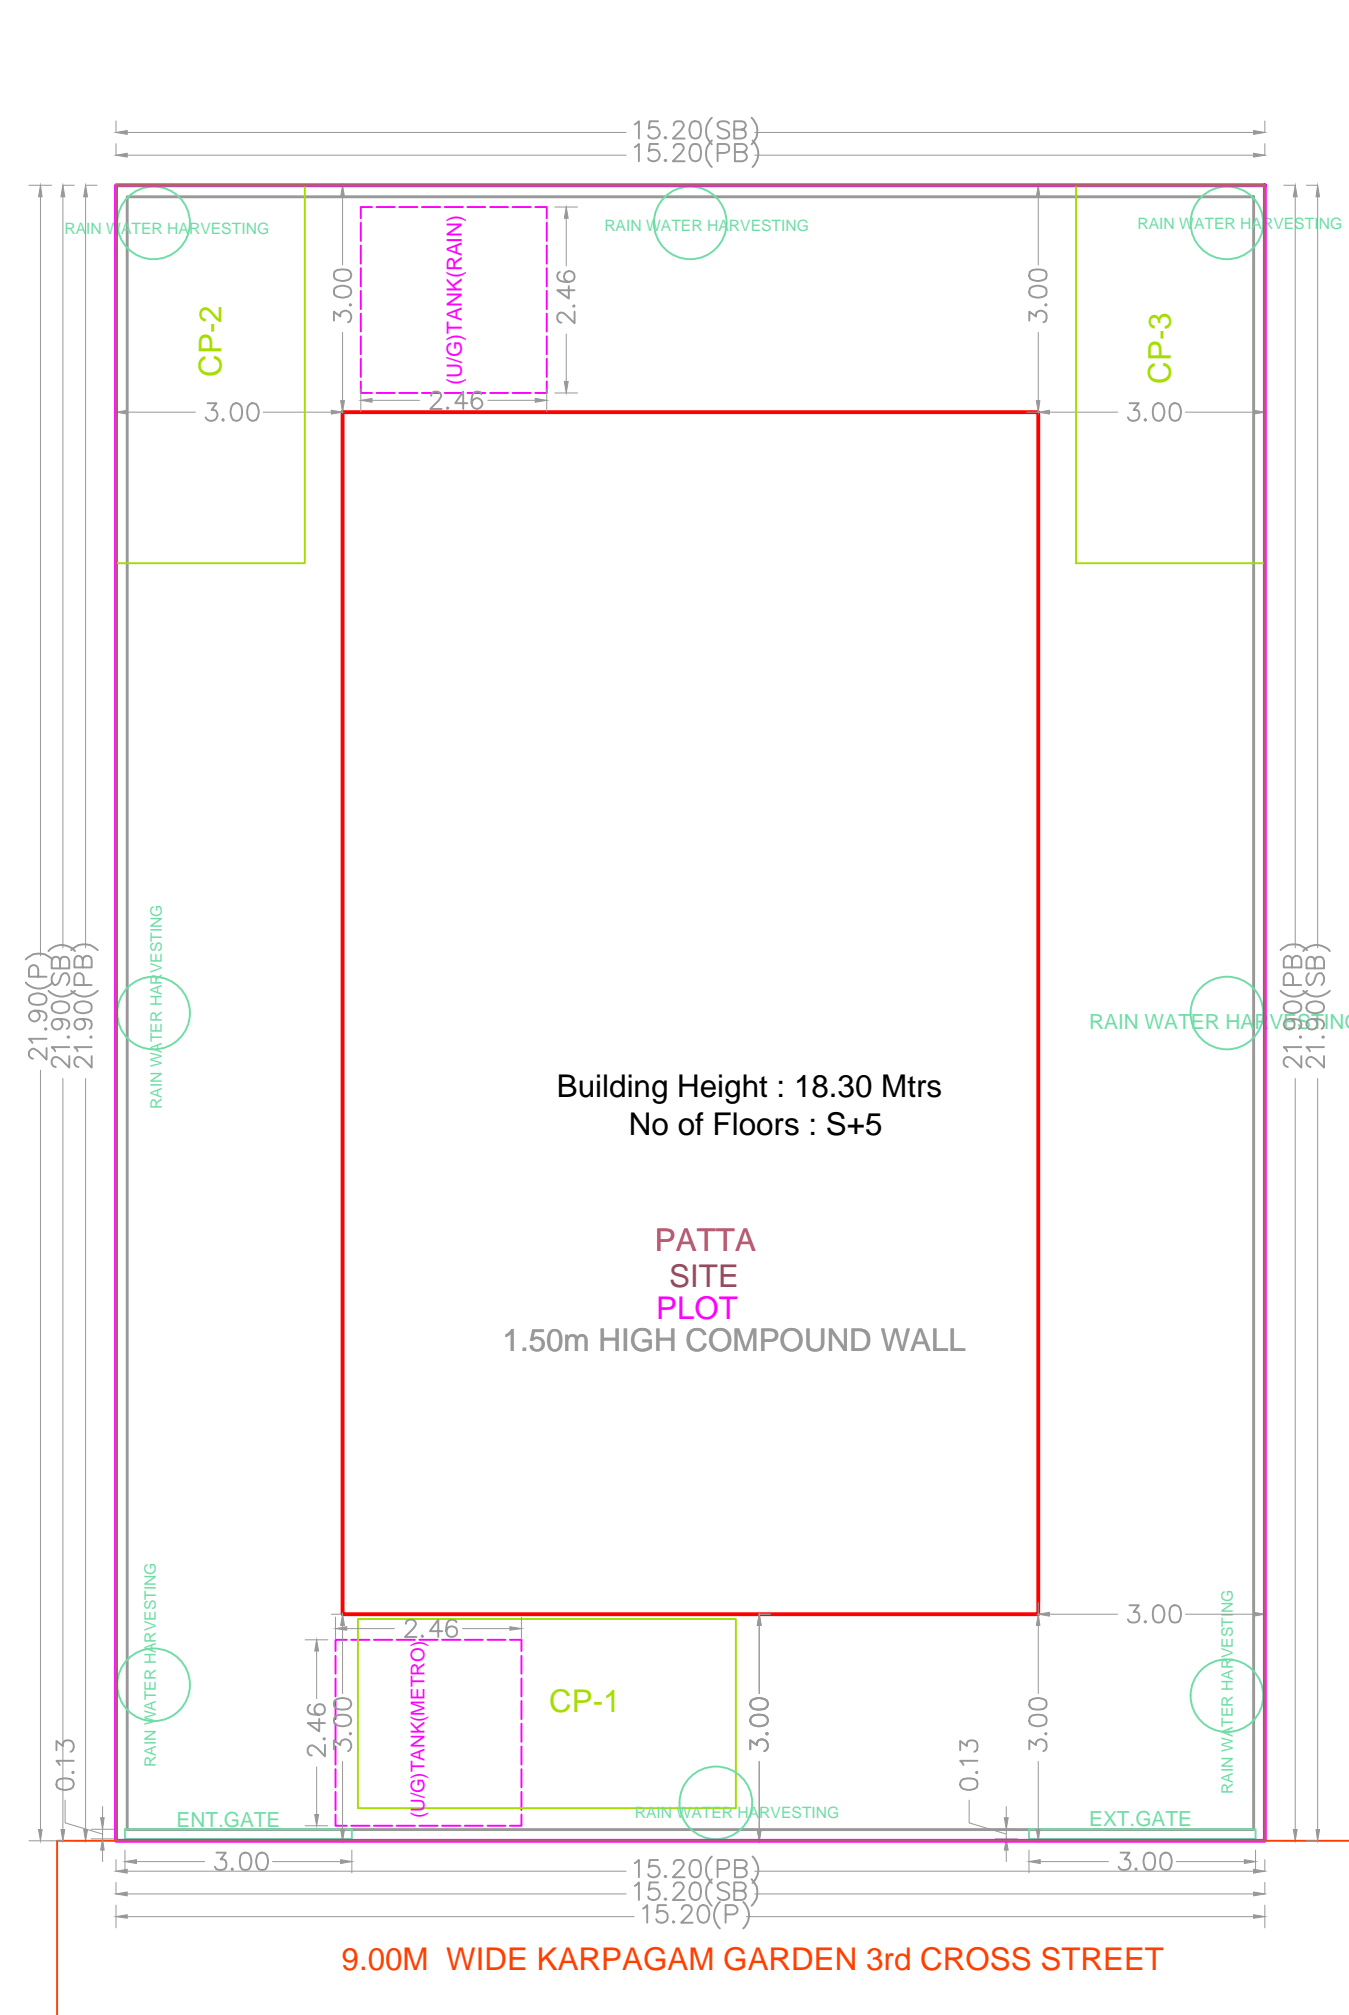 15.20(SB)
15.20(PB)
RAIN WATER HARVESTING
RAIN WATER HARVESTING
RAIN WATER HARVESTING
(U/G)TANK(RAIN)
3.00
2.46
3.00
CP-2
CP-3
2.46
3.00
3.00
RAIN WATER HARVESTING
21.90(P)
21.90(SB)
21.90(PB)
RAIN WATER HARVESTING
21.90(PB)
21.90(SB)
Building Height : 18.30 Mtrs
No of Floors : S+5
PATTA
SITE
PLOT
1.50m HIGH COMPOUND WALL
RAIN WATER HARVESTING
2.46
3.00
RAIN WATER HARVESTING
(U/G)TANK(METRO)
CP-1
2.46
3.00
3.00
3.00
0.13
0.13
RAIN WATER HARVESTING
ENT.GATE
EXT.GATE
3.00
3.00
15.20(PB)
15.20(SB)
15.20(P)
9.00M WIDE KARPAGAM GARDEN 3rd CROSS STREET